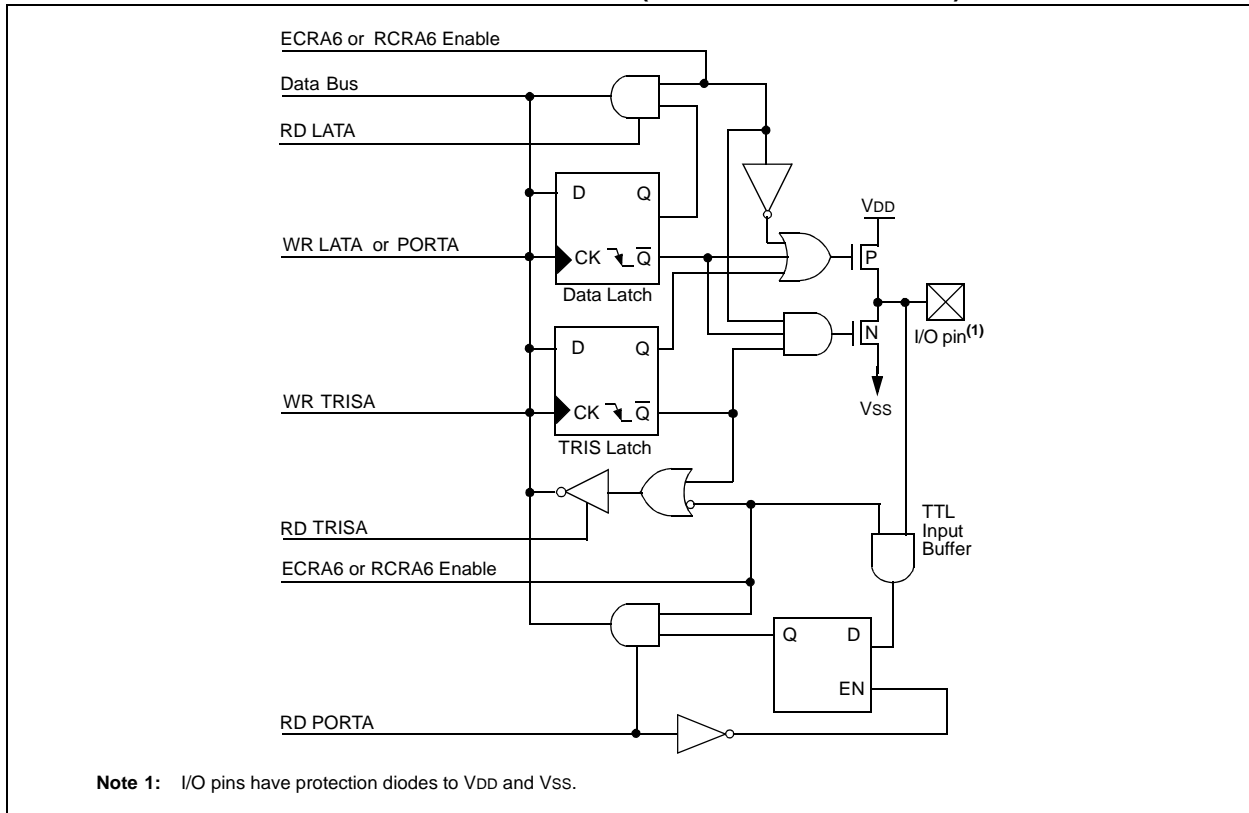 ECRA6 or RCRA6 Enable
Data Bus
RD LATA
D Q
VDD
WR LATA or PORTA
CK Q
P
Data Latch
I/O pin(1)
N
D Q
WR TRISA
CK Q
VSS
TRIS Latch
TTL
Input
Buffer
RD TRISA
ECRA6 or RCRA6 Enable
Q D
EN
RD PORTA
Note 1: I/O pins have protection diodes to VDD and VSS.